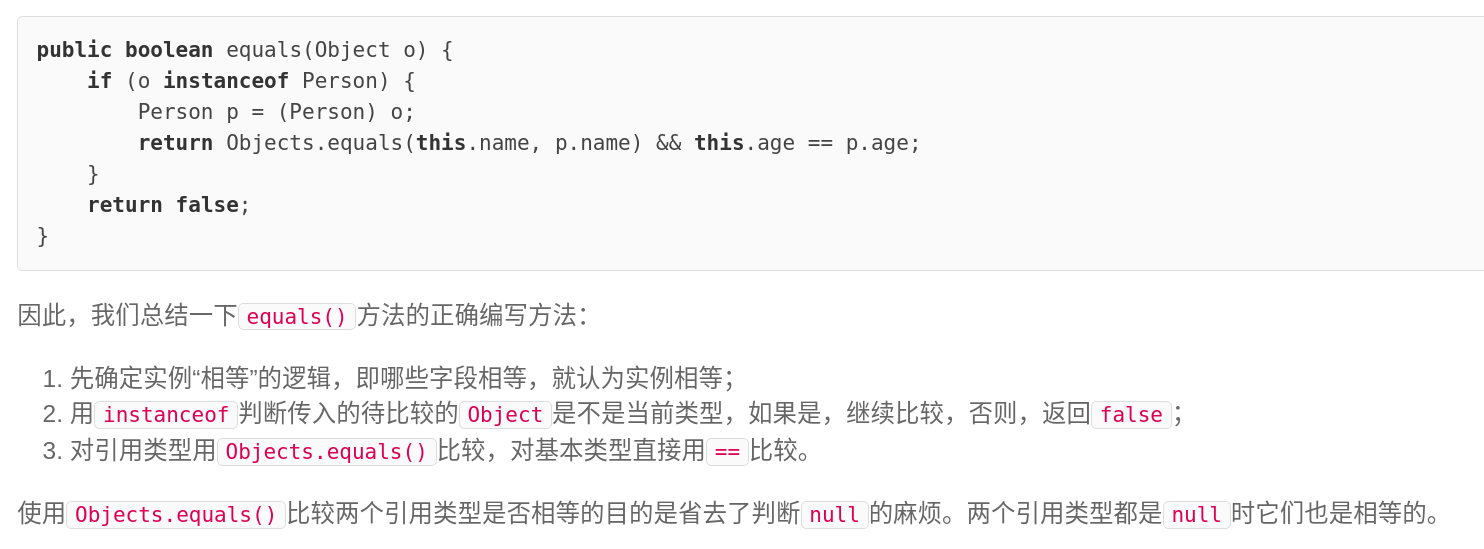 public boolean equals(Object o) {
    if (o instanceof Person) {
        Person p = (Person) o;
        return Objects.equals(this.name, p.name) && this.age == p.age;
    }
    return false;
}
因此，我们总结一下equals()方法的正确编写方法：
1. 先确定实例“相等”的逻辑，即哪些字段相等，就认为实例相等；
2. 用instanceof判断传入的待比较的Object是不是当前类型，如果是，继续比较，否则，返回false；
3. 对引用类型用Objects.equals()比较，对基本类型直接用==比较。
使用Objects.equals()比较两个引用类型是否相等的目的是省去了判断null的麻烦。两个引用类型都是null时它们也是相等的。